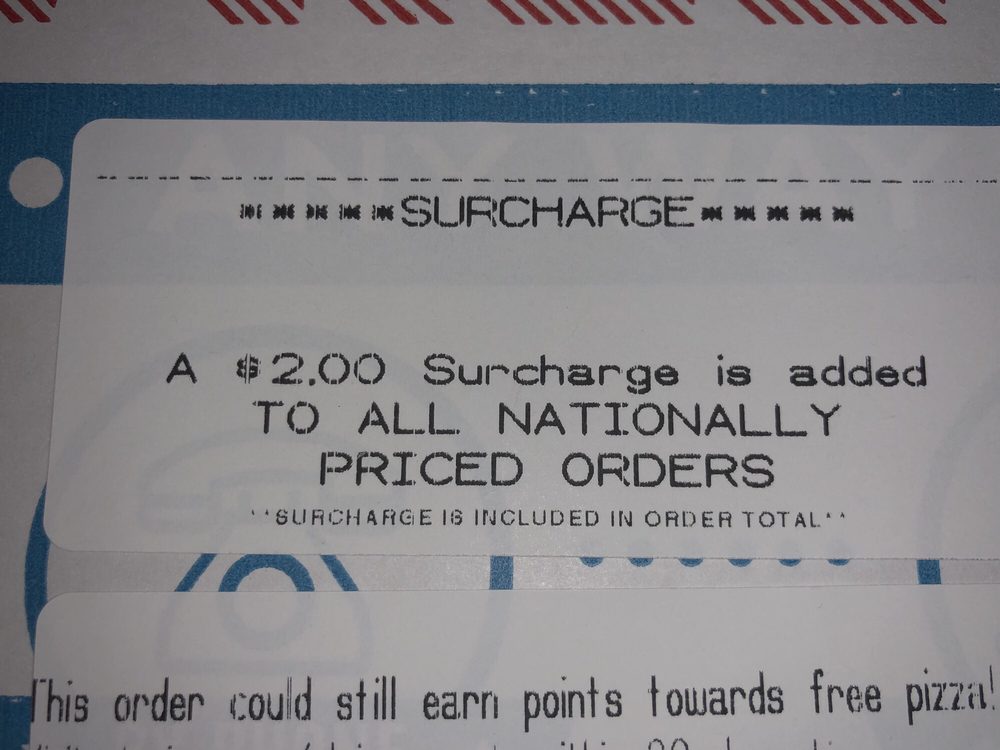 *****SURCHARGE*****
A $2.00 Surcharge is added
TO ALL NATIONALLY
PRICED ORDERS
**SURCHARGE IS INCLUDED IN ORDER TOTAL**
This order could still earn points towards free pizza!